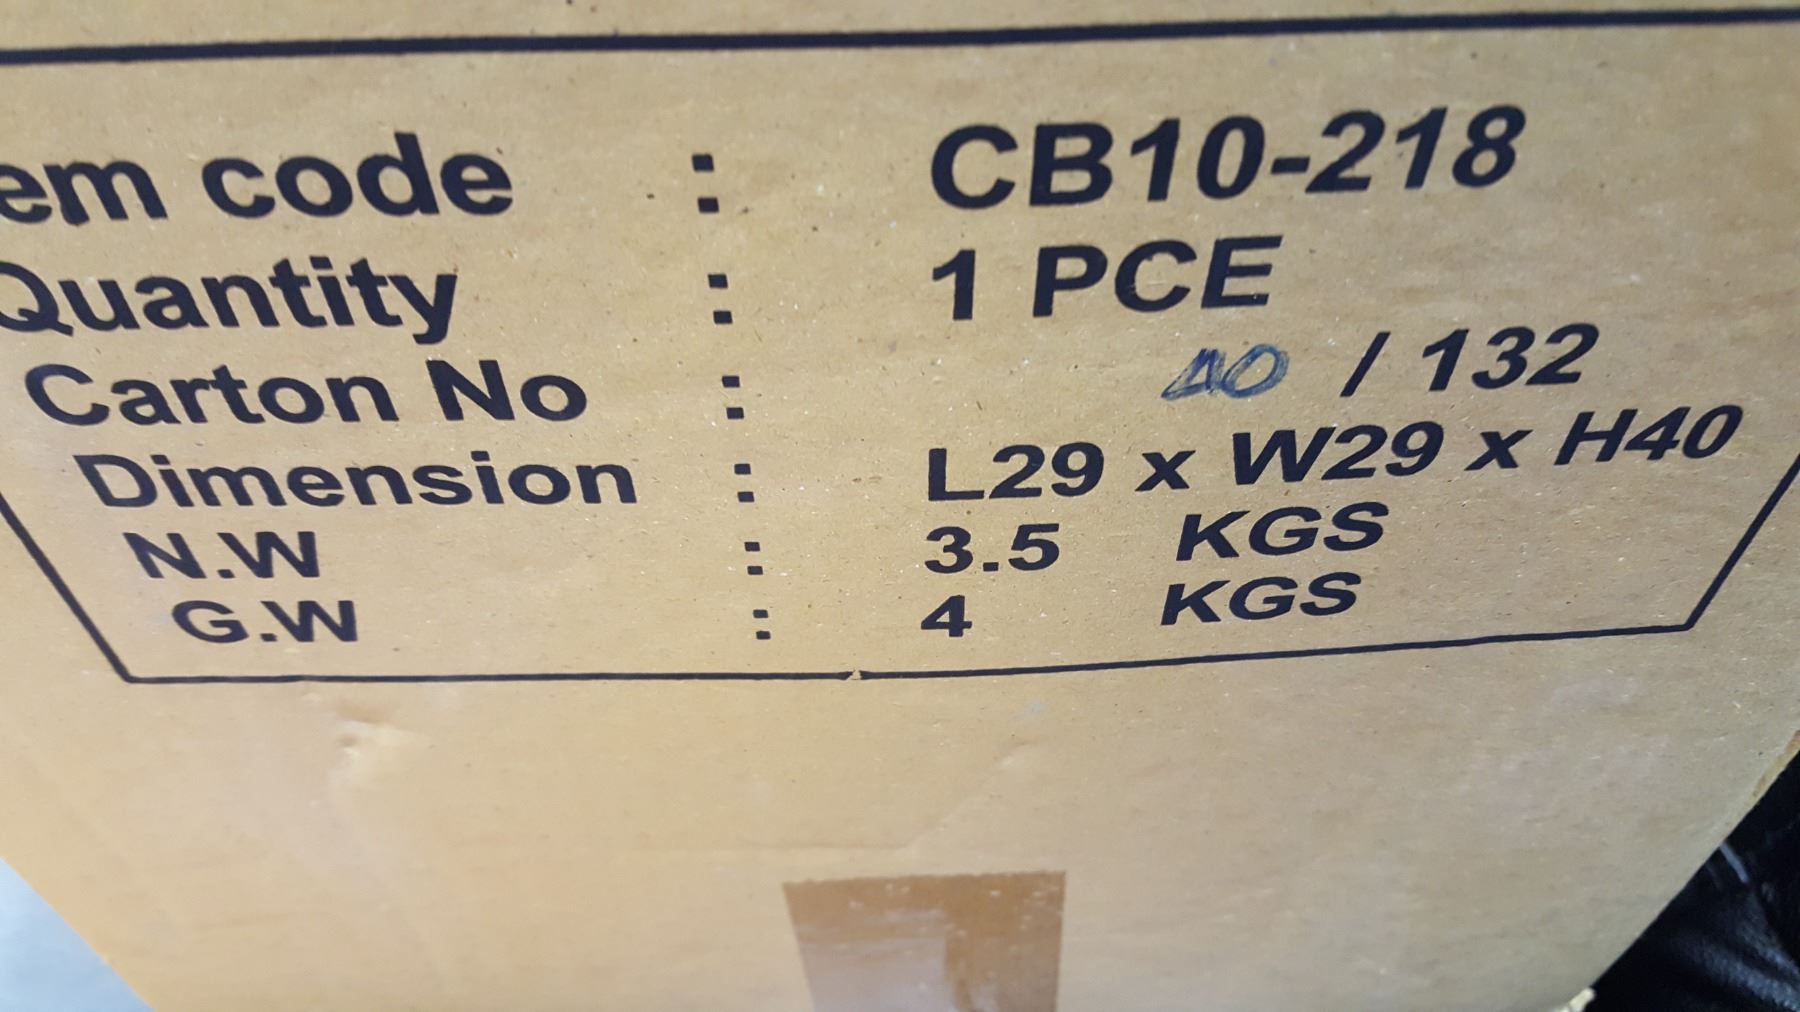 em code : CB10-218
Quantity : 1 PCE
Carton No : 40 / 132
Dimension : L29 x W29 x H40
N.W : 3.5 KGS
G.W : 4 KGS